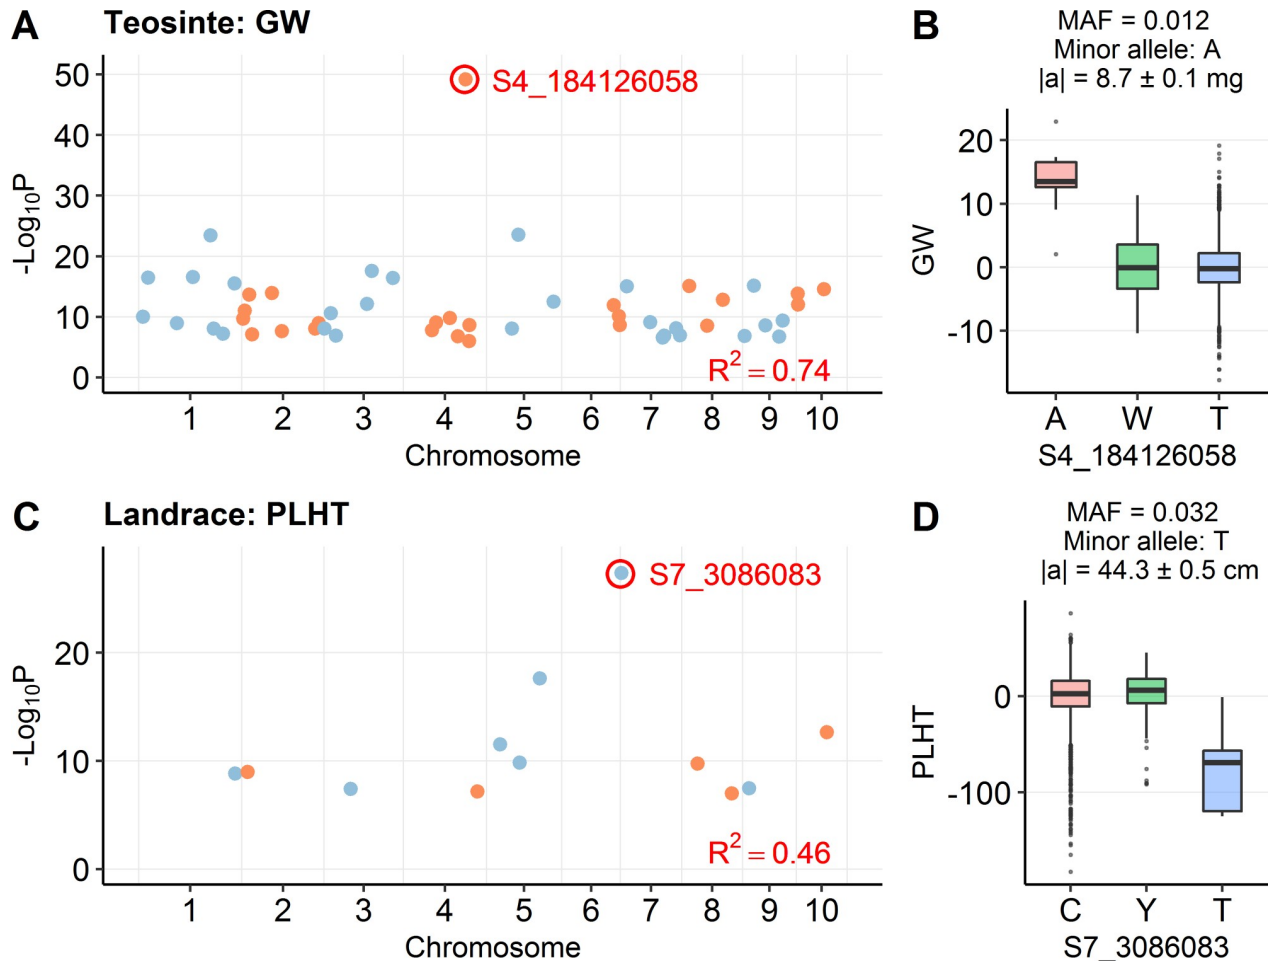 A
Teosinte: GW
50
40
30
20
10
0
-Log10P
S4_184126058
R2 = 0.74
1 2 3 4 5 6 7 8 9 10
Chromosome
B
MAF = 0.012
Minor allele: A
|a| = 8.7 ± 0.1 mg
20
10
0
-10
GW
A W T
S4_184126058
C
Landrace: PLHT
20
10
0
-Log10P
S7_3086083
R2 = 0.46
1 2 3 4 5 6 7 8 9 10
Chromosome
D
MAF = 0.032
Minor allele: T
|a| = 44.3 ± 0.5 cm
0
-100
PLHT
C Y T
S7_3086083